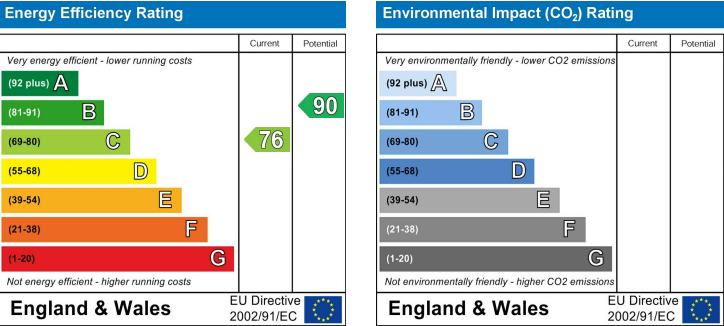 Energy Efficiency Rating
Current Potential
Very energy efficient - lower running costs
(92 plus) A
(81-91) B
90
(69-80) C
76
(55-68) D
(39-54) E
(21-38) F
(1-20) G
Not energy efficient - higher running costs
England & Wales
EU Directive
2002/91/EC
Environmental Impact (CO₂) Rating
Current Potential
Very environmentally friendly - lower CO2 emissions
(92 plus) A
(81-91) B
(69-80) C
(55-68) D
(39-54) E
(21-38) F
(1-20) G
Not environmentally friendly - higher CO2 emissions
England & Wales
EU Directive
2002/91/EC